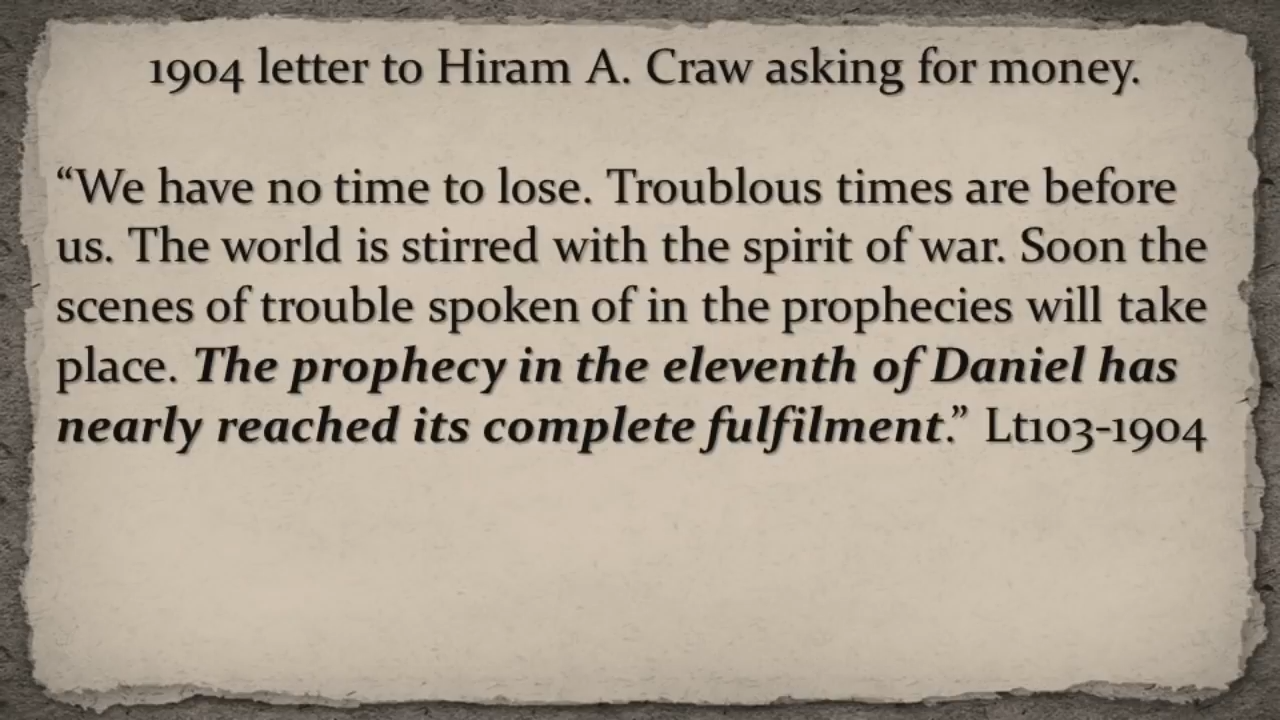 1904 letter to Hiram A. Craw asking for money.
“We have no time to lose. Troublous times are before
us. The world is stirred with the spirit of war. Soon the
scenes of trouble spoken of in the prophecies will take
place. The prophecy in the eleventh of Daniel has
nearly reached its complete fulfilment.” Lt103-1904